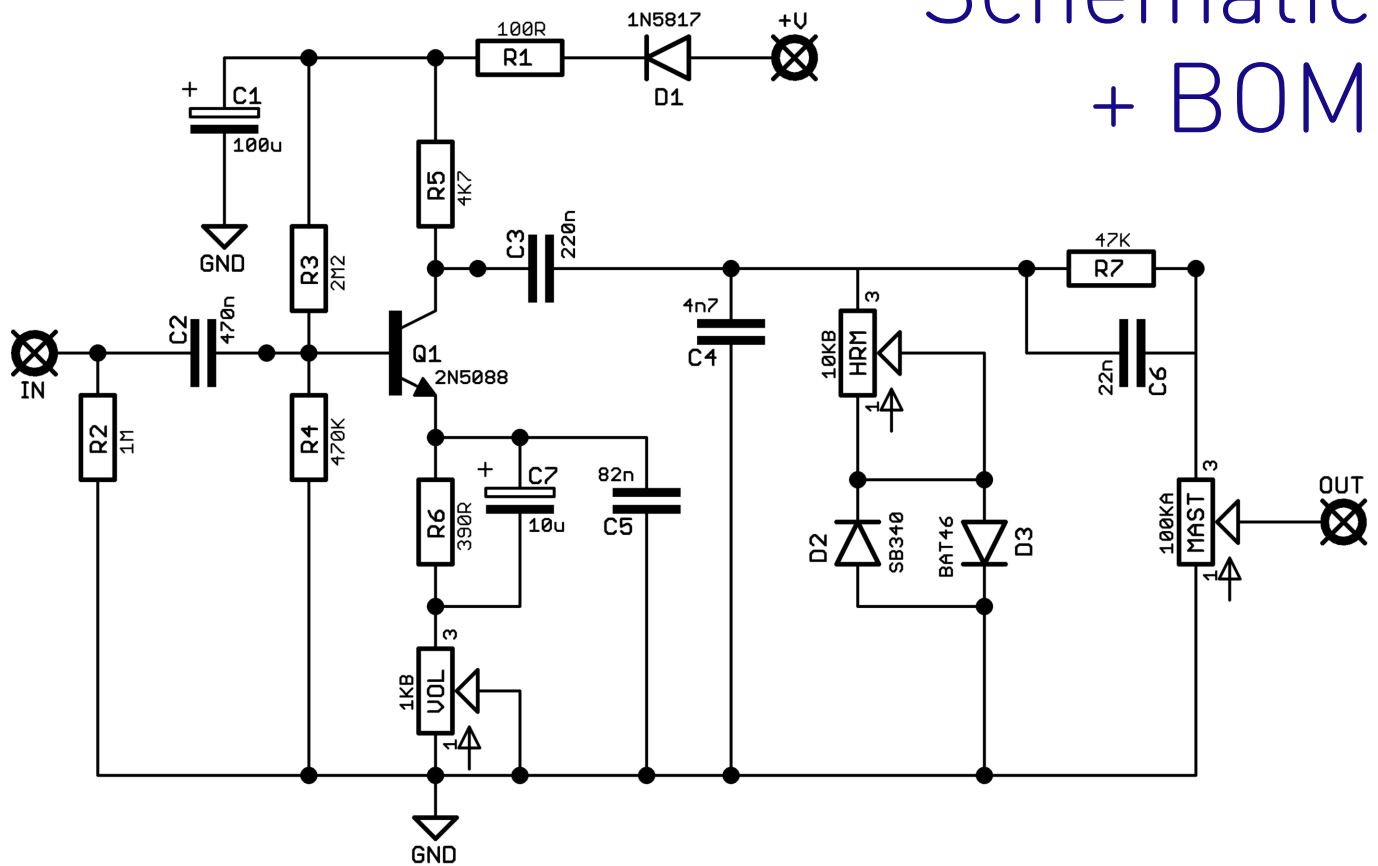 Schematic
+ BOM
1N5817
+V
100R
R1
D1
+
C1
100u
GND
R5
4K7
R3
2M2
C3
220n
47K
R7
C2
470n
IN
Q1
2N5088
4n7
C4
3
10KB
HRM
1
22n
C6
R2
1M
R4
470K
+
C7
10u
R6
390R
82n
C5
D2
SB340
BAT46
D3
3
100KA
MAST
1
OUT
3
1KB
VOL
1
GND